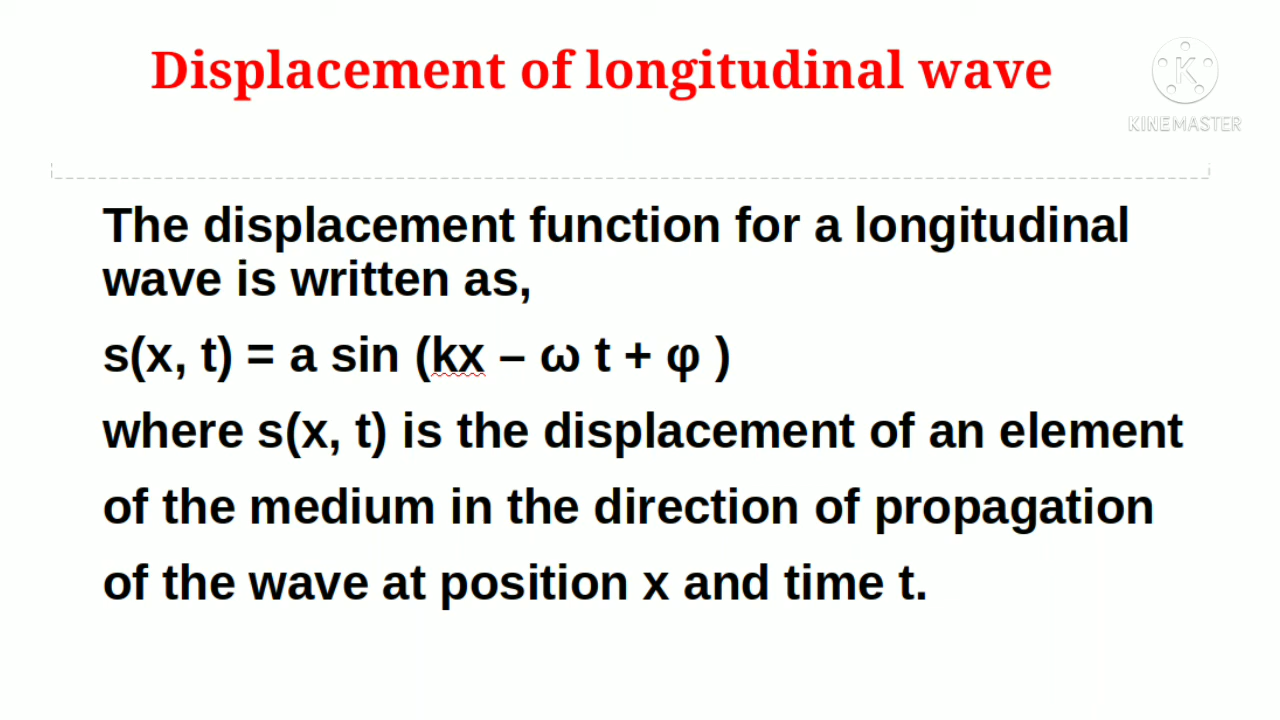 Displacement of longitudinal wave
KINEMASTER
The displacement function for a longitudinal
wave is written as,
s(x, t) = a sin (kx – ω t + φ )
where s(x, t) is the displacement of an element
of the medium in the direction of propagation
of the wave at position x and time t.